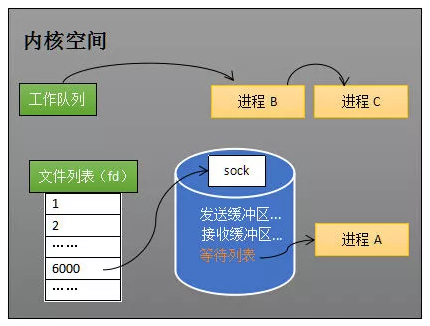 内核空间
工作队列
进程 B
进程 C
文件列表（fd）
1
2
……
6000
……
sock
发送缓冲区...
接收缓冲区...
等待列表
进程 A